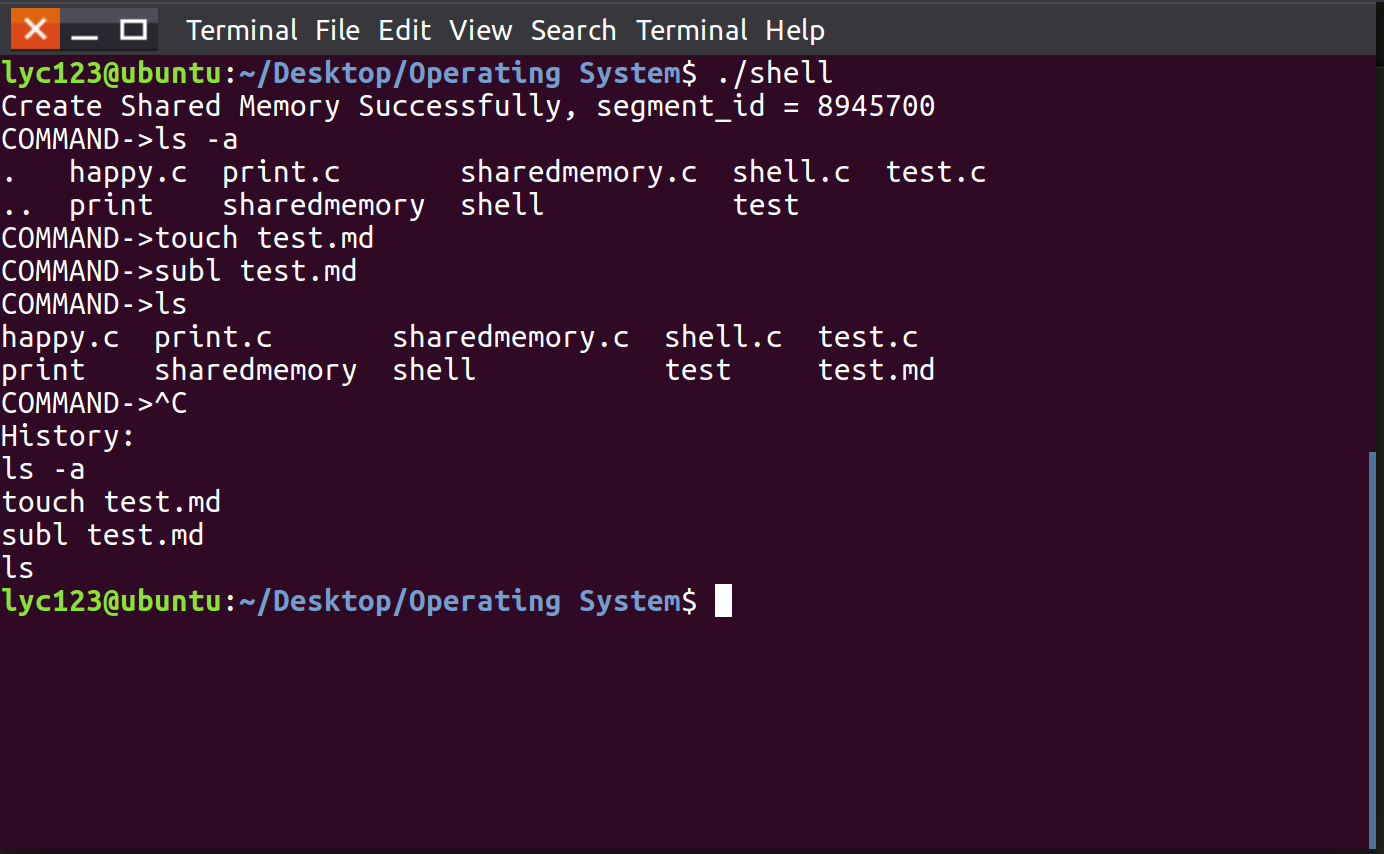 Terminal File Edit View Search Terminal Help
lyc123@ubuntu:~/Desktop/Operating System$ ./shell
Create Shared Memory Successfully, segment_id = 8945700
COMMAND->ls -a
.   happy.c  print.c       sharedmemory.c  shell.c  test.c
..  print    sharedmemory  shell           test
COMMAND->touch test.md
COMMAND->subl test.md
COMMAND->ls
happy.c  print.c       sharedmemory.c  shell.c  test.c
print    sharedmemory  shell           test     test.md
COMMAND->^C
History:
ls -a
touch test.md
subl test.md
ls
lyc123@ubuntu:~/Desktop/Operating System$